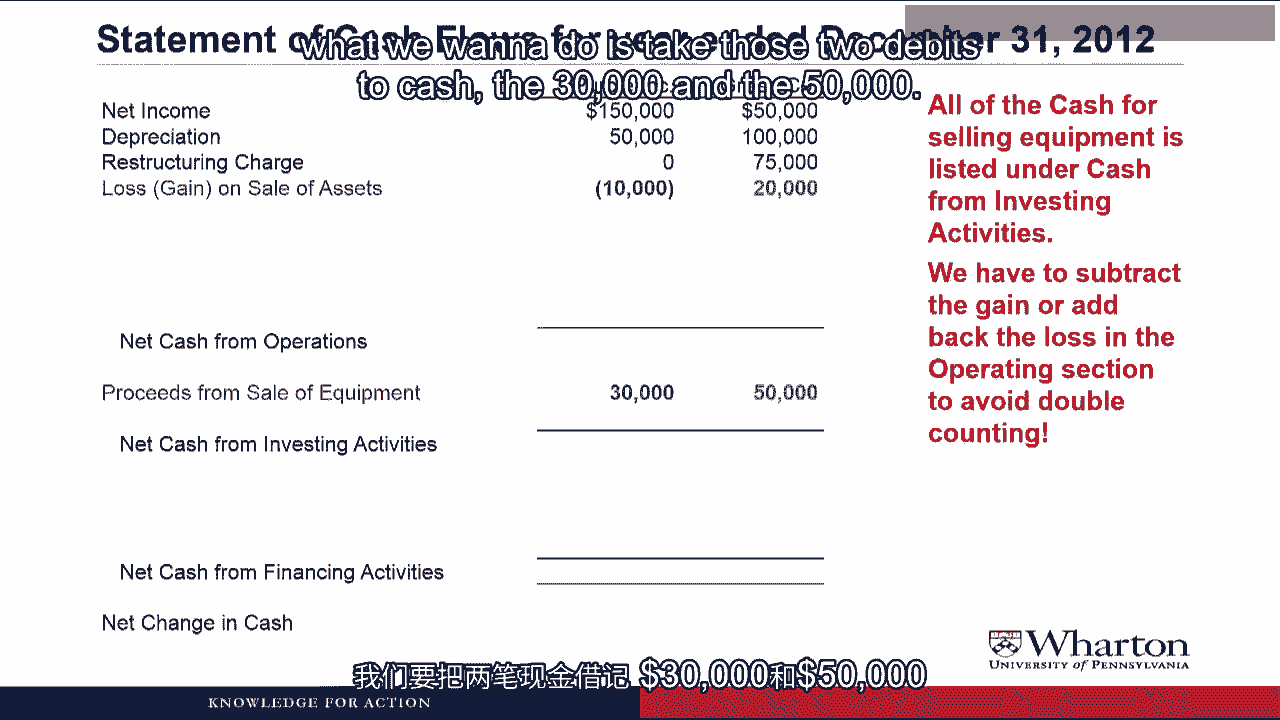 Statement of Cash Flows for year ended December 31, 2012
what we wanna do is take those two debits
to cash, the 30,000 and the 50,000.
Net Income $150,000 $50,000
Depreciation 50,000 100,000
Restructuring Charge 0 75,000
Loss (Gain) on Sale of Assets (10,000) 20,000
Net Cash from Operations
Proceeds from Sale of Equipment 30,000 50,000
Net Cash from Investing Activities
Net Cash from Financing Activities
Net Change in Cash
All of the Cash for
selling equipment is
listed under Cash
from Investing
Activities.
We have to subtract
the gain or add
back the loss in the
Operating section
to avoid double
counting!
Wharton
UNIVERSITY of PENNSYLVANIA
我们要把两笔现金借记 $30,000和$50,000
KNOWLEDGE FOR ACTION